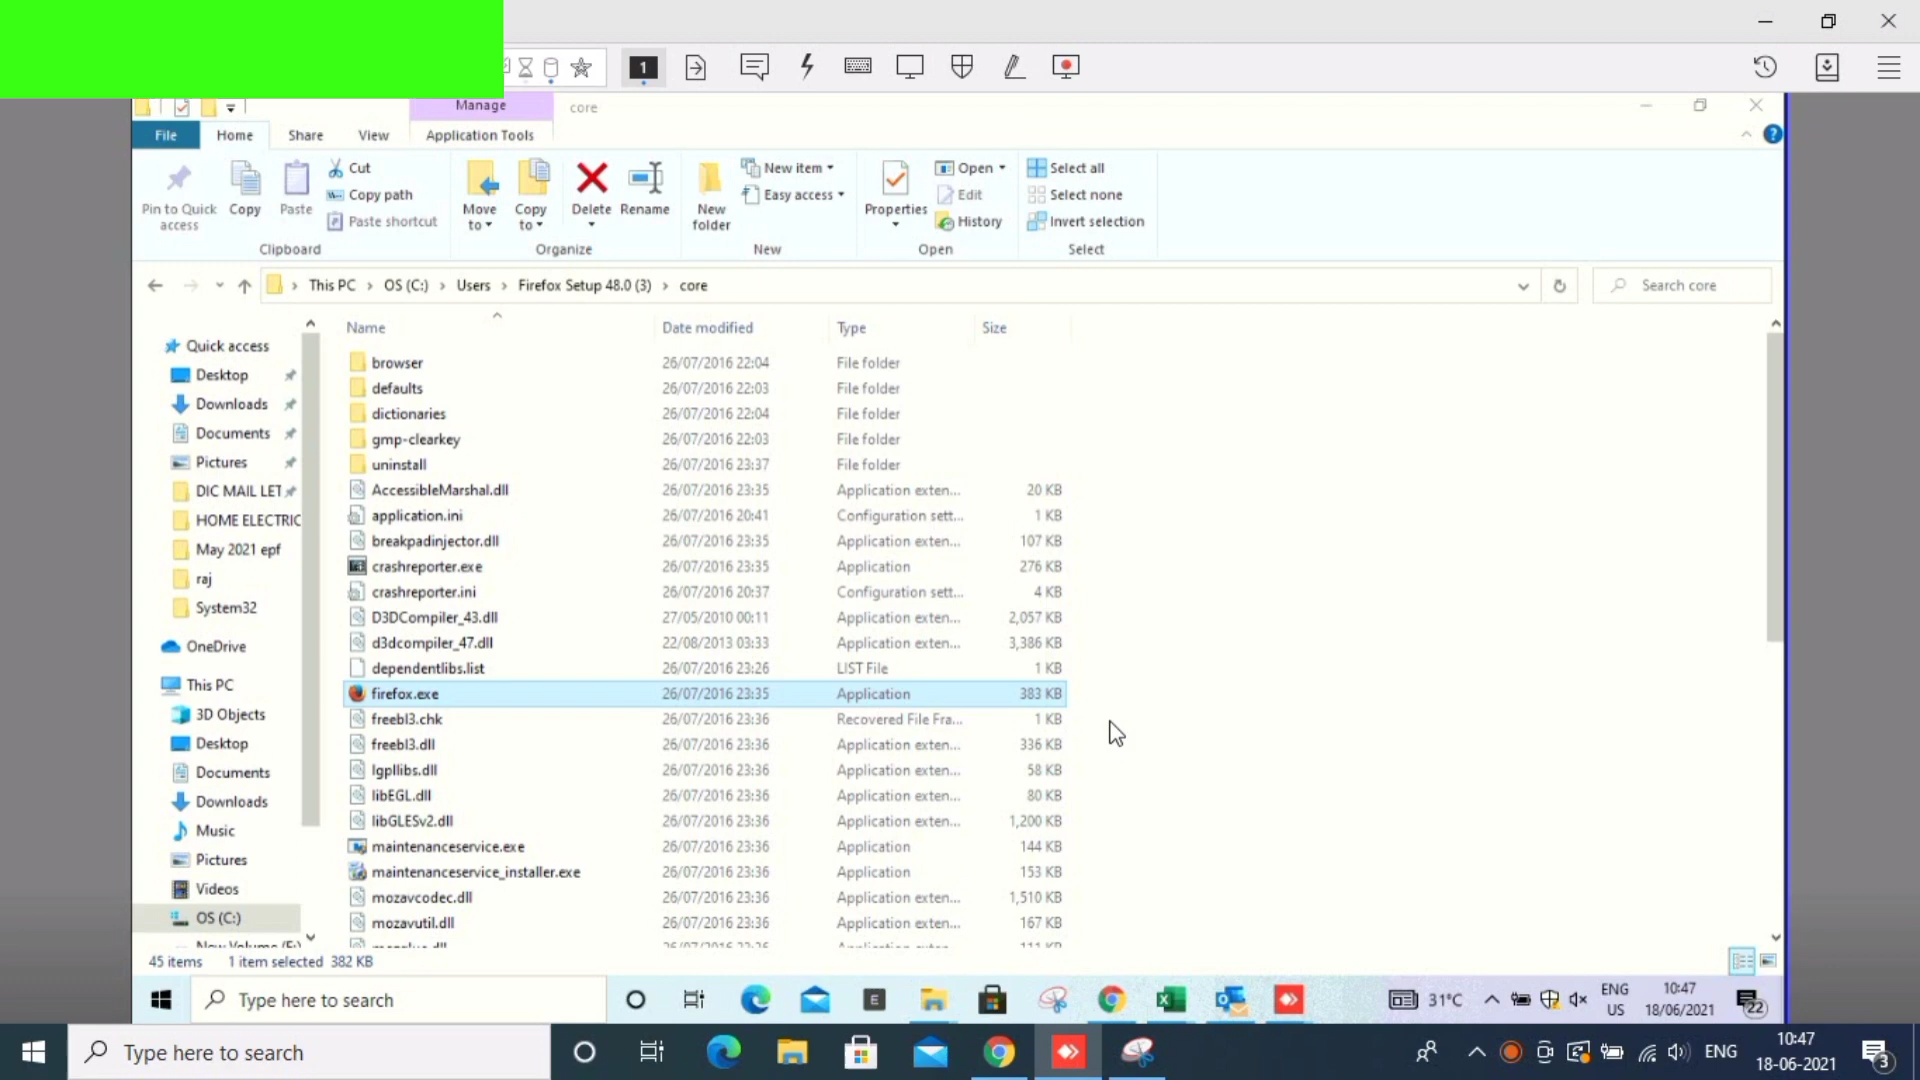 1
Manage
core
File
Home
Share
View
Application Tools
Pin to Quick access
Copy
Paste
Cut
Copy path
Paste shortcut
Clipboard
Move to
Copy to
Delete
Rename
Organize
New folder
New item
Easy access
New
Properties
Open
Edit
History
Open
Select all
Select none
Invert selection
Select
This PC › OS (C:) › Users › Firefox Setup 48.0 (3) › core
Search core
Quick access
Desktop
Downloads
Documents
Pictures
DIC MAIL LET
HOME ELECTRIC
May 2021 epf
raj
System32
OneDrive
This PC
3D Objects
Desktop
Documents
Downloads
Music
Pictures
Videos
OS (C:)
Name Date modified Type Size
browser 26/07/2016 22:04 File folder
defaults 26/07/2016 22:03 File folder
dictionaries 26/07/2016 22:04 File folder
gmp-clearkey 26/07/2016 22:03 File folder
uninstall 26/07/2016 23:37 File folder
AccessibleMarshal.dll 26/07/2016 23:35 Application exten... 20 KB
application.ini 26/07/2016 20:41 Configuration sett... 1 KB
breakpadinjector.dll 26/07/2016 23:35 Application exten... 107 KB
crashreporter.exe 26/07/2016 23:35 Application 276 KB
crashreporter.ini 26/07/2016 20:37 Configuration sett... 4 KB
D3DCompiler_43.dll 27/05/2010 00:11 Application exten... 2,057 KB
d3dcompiler_47.dll 22/08/2013 03:33 Application exten... 3,386 KB
dependentlibs.list 26/07/2016 23:26 LIST File 1 KB
firefox.exe 26/07/2016 23:35 Application 383 KB
freebl3.chk 26/07/2016 23:36 Recovered File Fra... 1 KB
freebl3.dll 26/07/2016 23:36 Application exten... 336 KB
lgpllibs.dll 26/07/2016 23:36 Application exten... 58 KB
libEGL.dll 26/07/2016 23:36 Application exten... 80 KB
libGLESv2.dll 26/07/2016 23:36 Application exten... 1,200 KB
maintenanceservice.exe 26/07/2016 23:36 Application 144 KB
maintenanceservice_installer.exe 26/07/2016 23:36 Application 153 KB
mozavcodec.dll 26/07/2016 23:36 Application exten... 1,510 KB
mozavutil.dll 26/07/2016 23:36 Application exten... 167 KB
45 items 1 item selected 382 KB
Type here to search
E
31°C
ENG
US
10:47
18/06/2021
22
Type here to search
ENG
10:47
18-06-2021
3